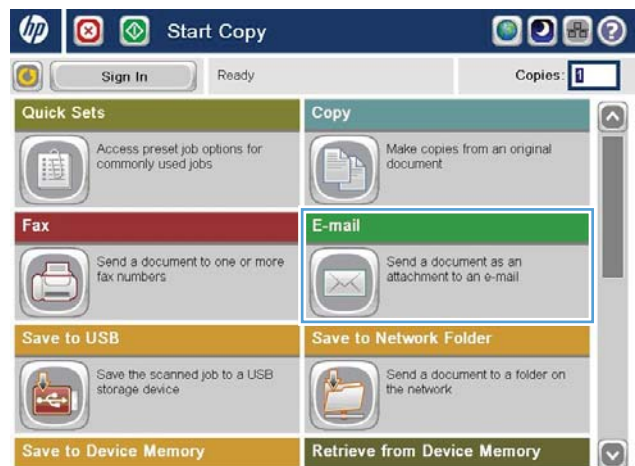 hp
Start Copy
?
Sign In
Ready
Copies: 1
Quick Sets
Access preset job options for
commonly used jobs
Copy
Make copies from an original
document
Fax
Send a document to one or more
fax numbers
E-mail
Send a document as an
attachment to an e-mail
Save to USB
Save the scanned job to a USB
storage device
Save to Network Folder
Send a document to a folder on
the network
Save to Device Memory
Retrieve from Device Memory